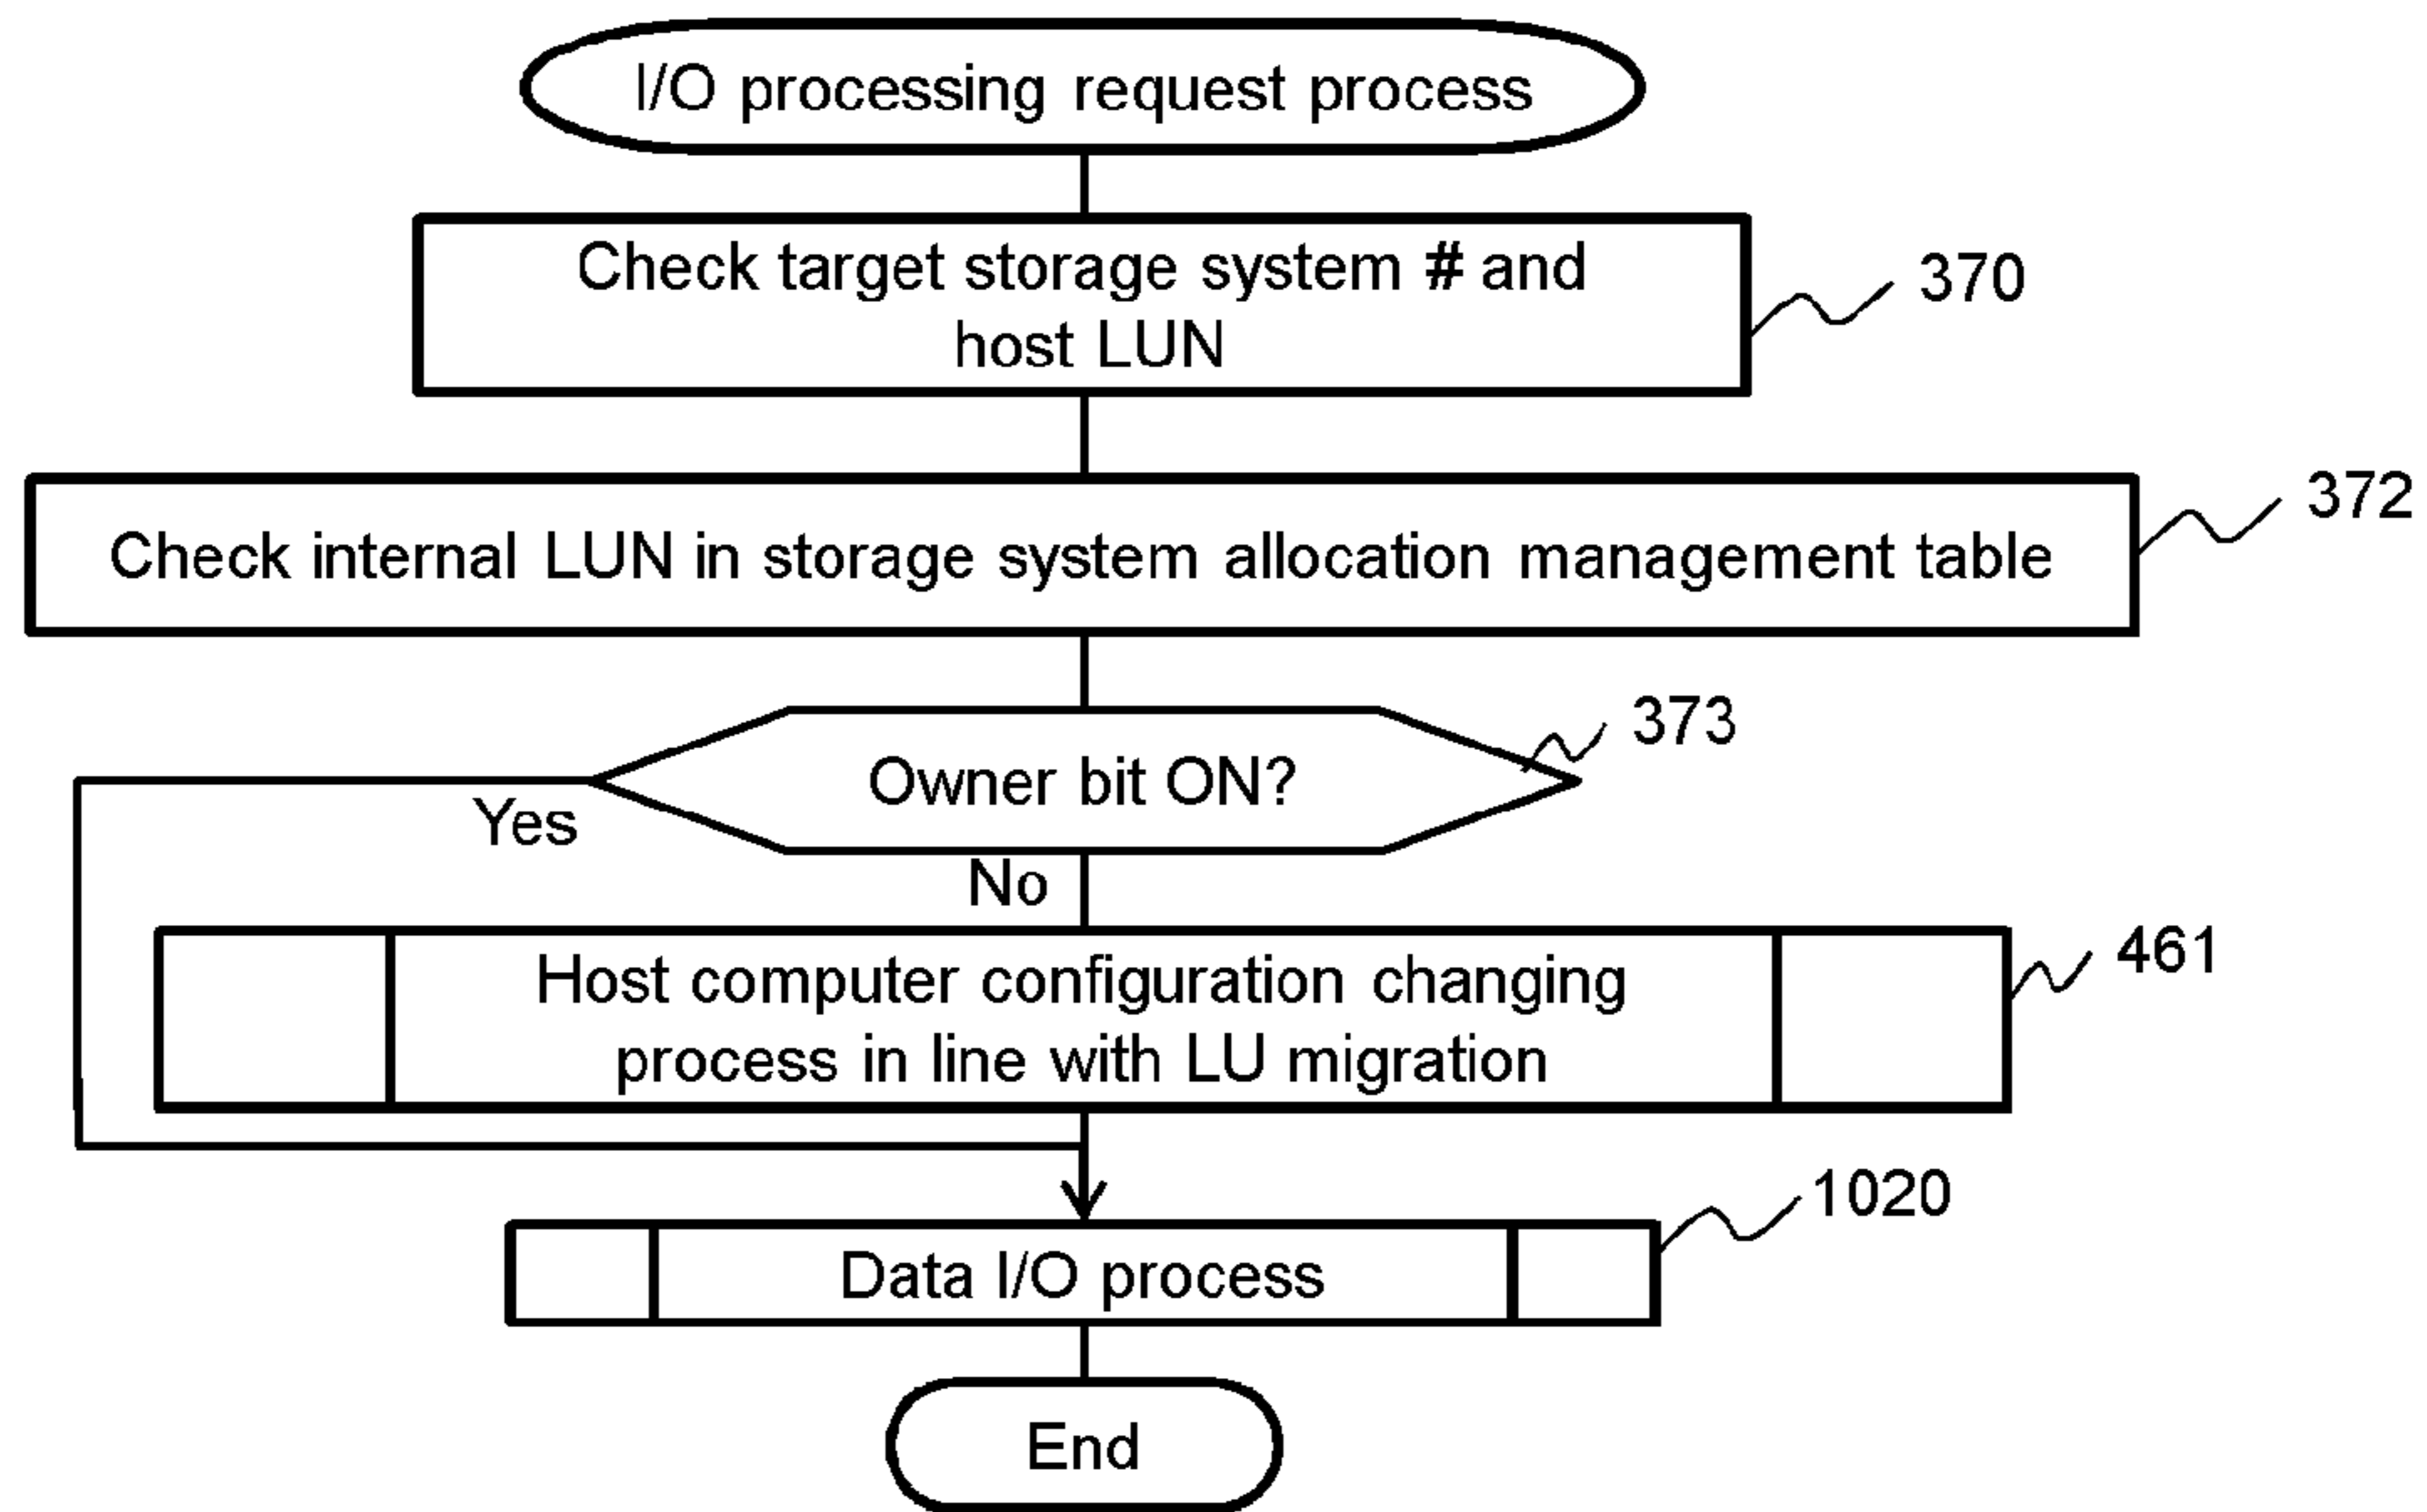 I/O processing request process
Check target storage system # and
host LUN
370
Check internal LUN in storage system allocation management table
372
Owner bit ON?
373
Yes
No
Host computer configuration changing
process in line with LU migration
461
Data I/O process
1020
End